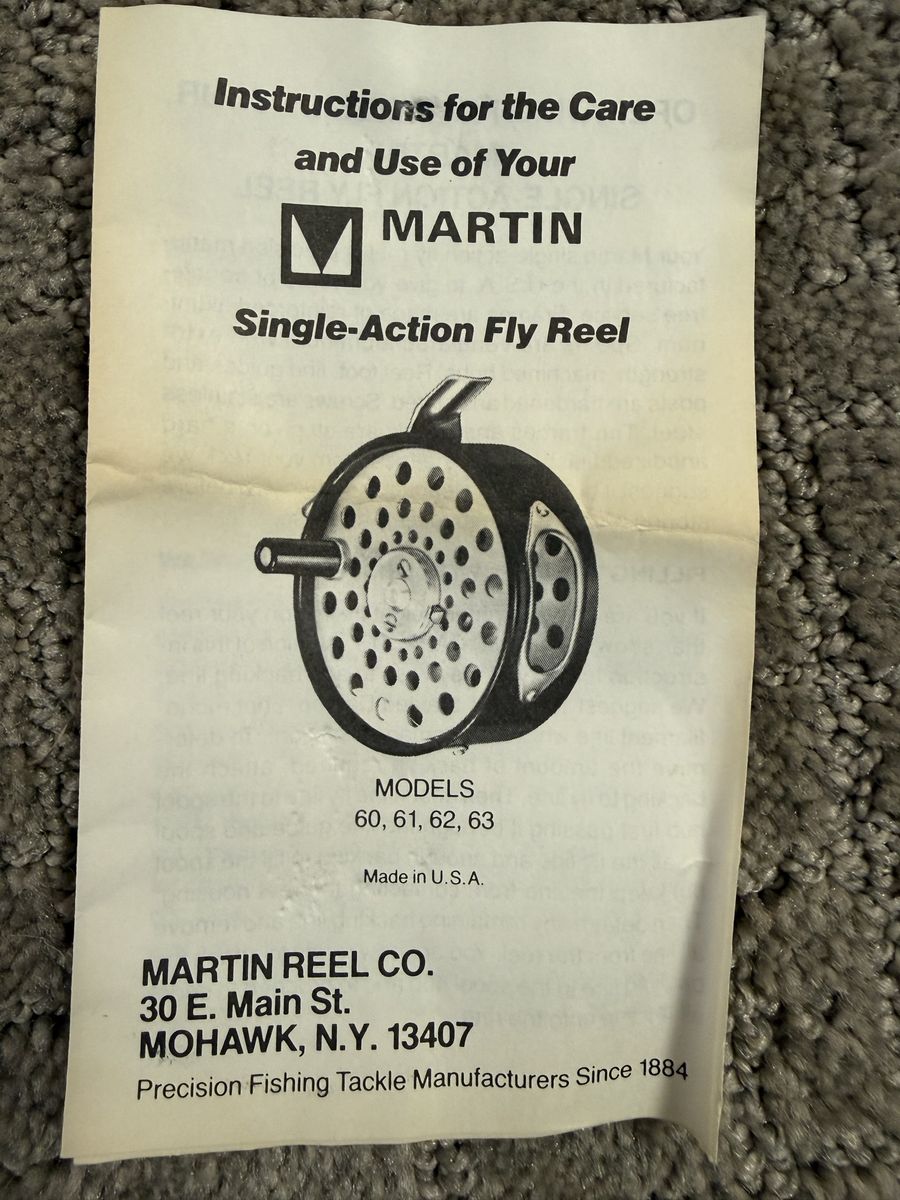 Instructions for the Care
and Use of Your
MARTIN
Single-Action Fly Reel
MODELS
60, 61, 62, 63
Made in U.S.A.
MARTIN REEL CO.
30 E. Main St.
MOHAWK, N.Y. 13407
Precision Fishing Tackle Manufacturers Since 1884